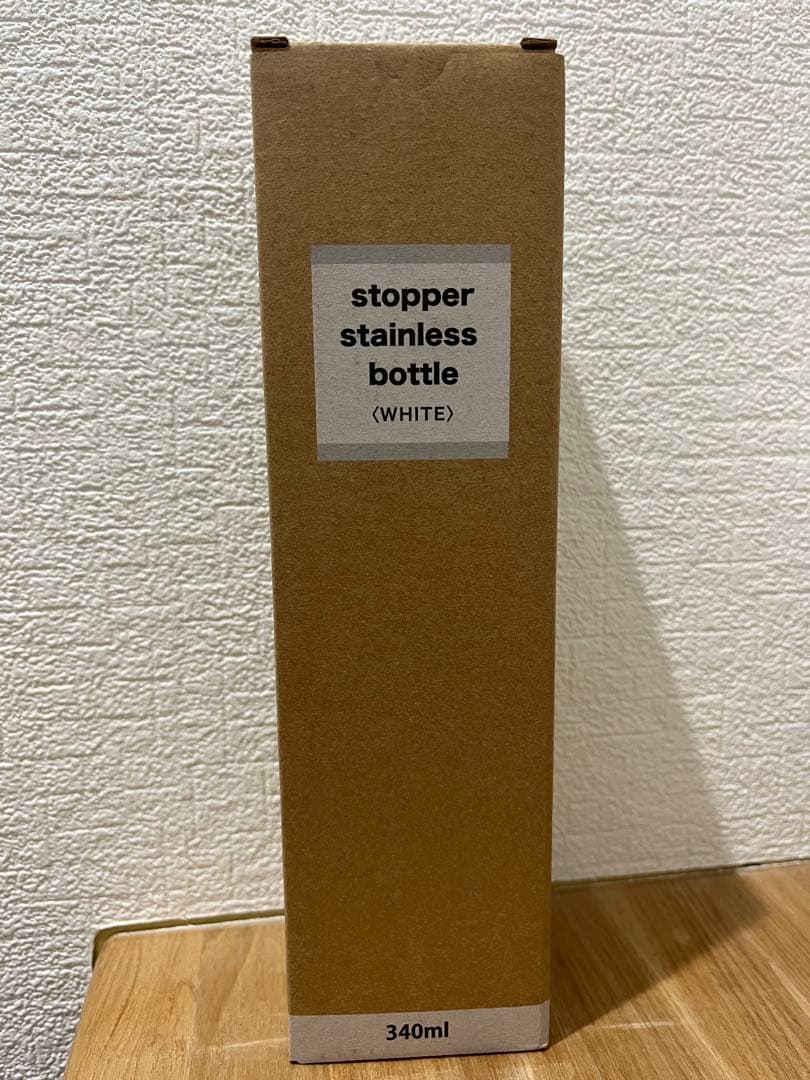 stopper
stainless
bottle
〈WHITE〉
340ml